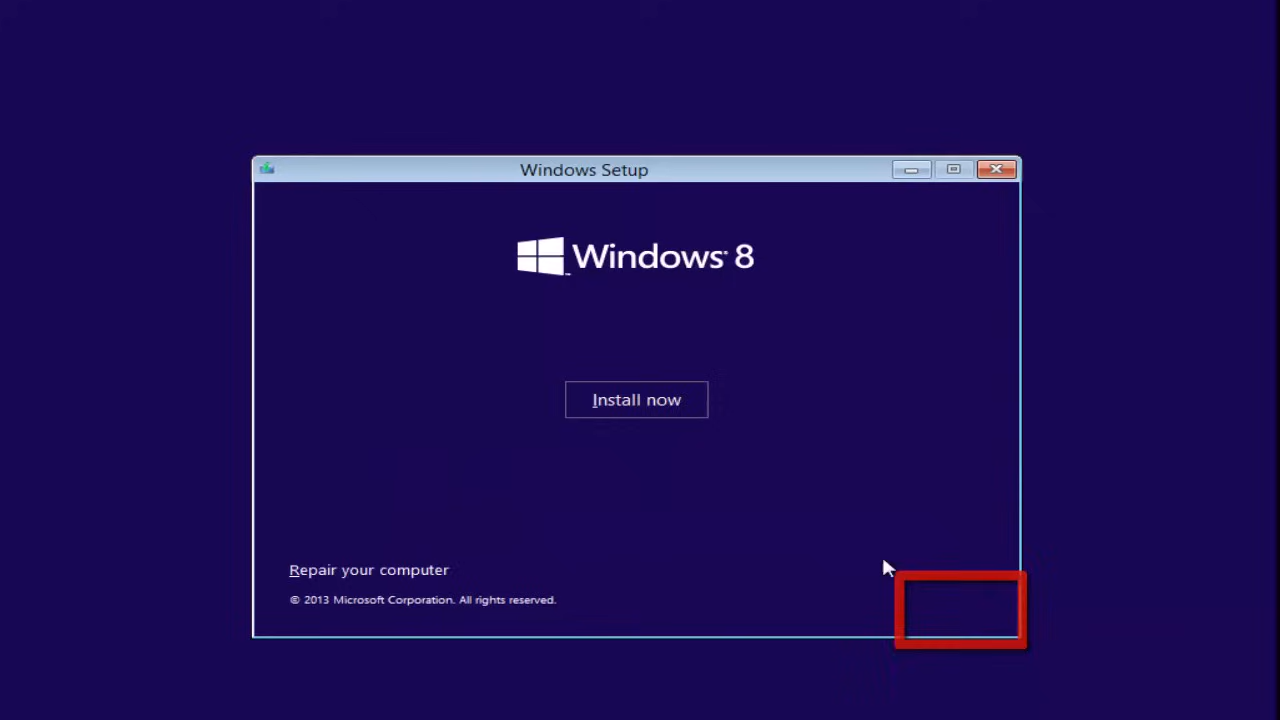 Windows Setup
Windows 8
Install now
Repair your computer
© 2013 Microsoft Corporation. All rights reserved.